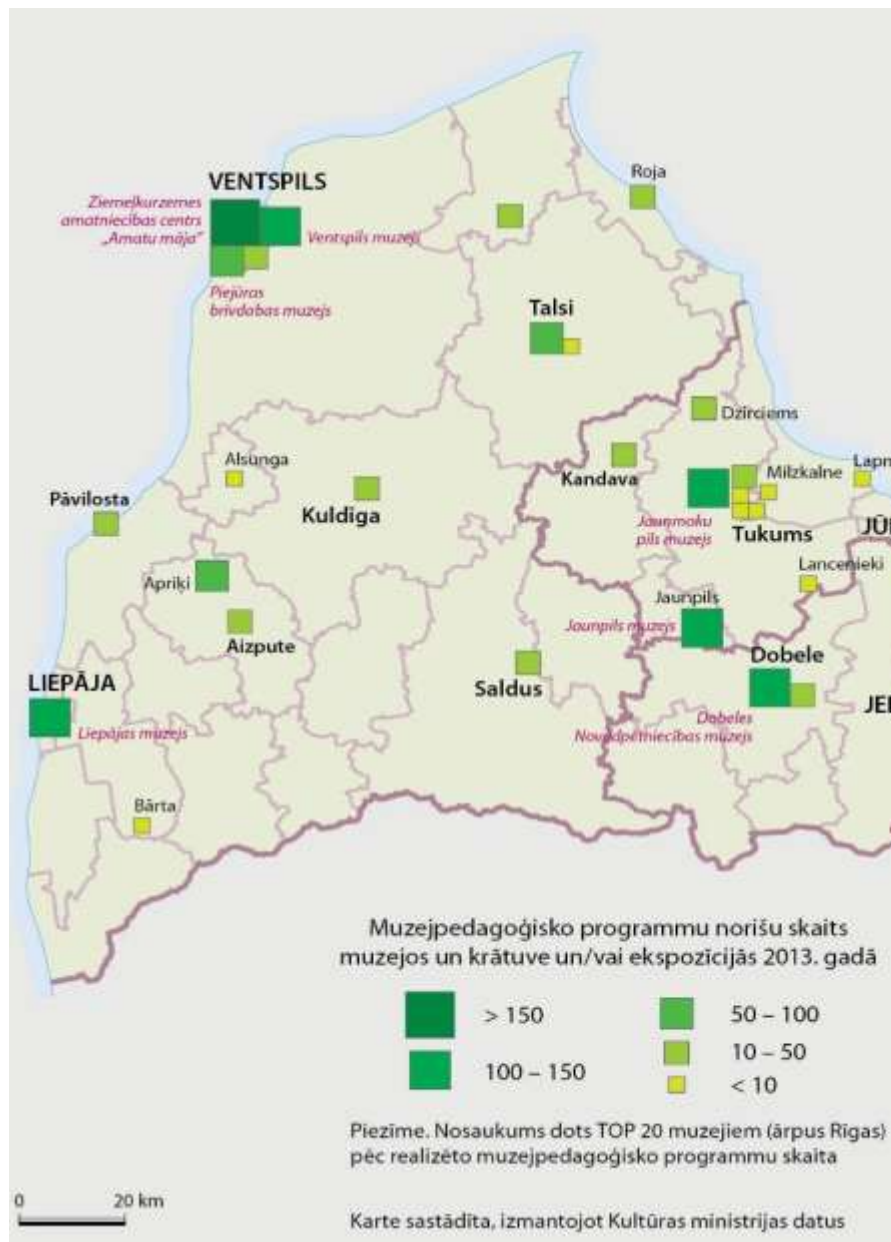 VENTSPILS
Ziemeļkurzemes
amatniecības centrs
„Amatu māja”
Ventspils muzejs
Piejūras
brīvdabas muzejs
Roja
Talsi
Dzirciems
Kandava
Milzkalne
Jaunmoku
pils muzejs
Tukums
Lancenieki
Alsunga
Kuldīga
Pāvilosta
Apriķi
Aizpute
Jaunpils
Jaunpils muzejs
Saldus
Dobele
Dobeles
Novadpētniecības muzejs
LIEPĀJA
Liepājas muzejs
Bārta
Muzejpedagoģisko programmu norišu skaits
muzejos un krātuve un/vai ekspozīcijās 2013. gadā
> 150
100 – 150
50 – 100
10 – 50
< 10
Piezīme. Nosaukums dots TOP 20 muzejiem (ārpus Rīgas)
pēc realizēto muzejpedagoģisko programmu skaita
0 20 km
Karte sastādīta, izmantojot Kultūras ministrijas datus